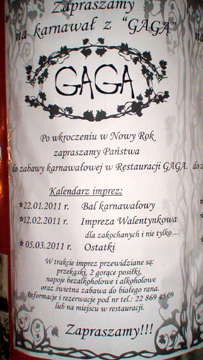 Zapraszamy
na karnawał z "GAGA"
GAGA
Po wkroczeniu w Nowy Rok
zapraszamy Państwa
do zabawy karnawałowej w Restauracji GAGA.
Kalendarz imprez:
22.01.2011 r. Bal karnawałowy
12.02.2011 r. Impreza Walentynkowa
dla zakochanych i nie tylko...
05.03.2011 r. Ostatki
W trakcie imprez przewidziane są:
przekąski, 2 gorące posiłki,
napoje bezalkoholowe i alkoholowe
oraz świetna zabawa do białego rana.
Informacje i rezerwacje pod nr tel.: 22 869 45 09
lub na miejscu w restauracji.
Zapraszamy!!!